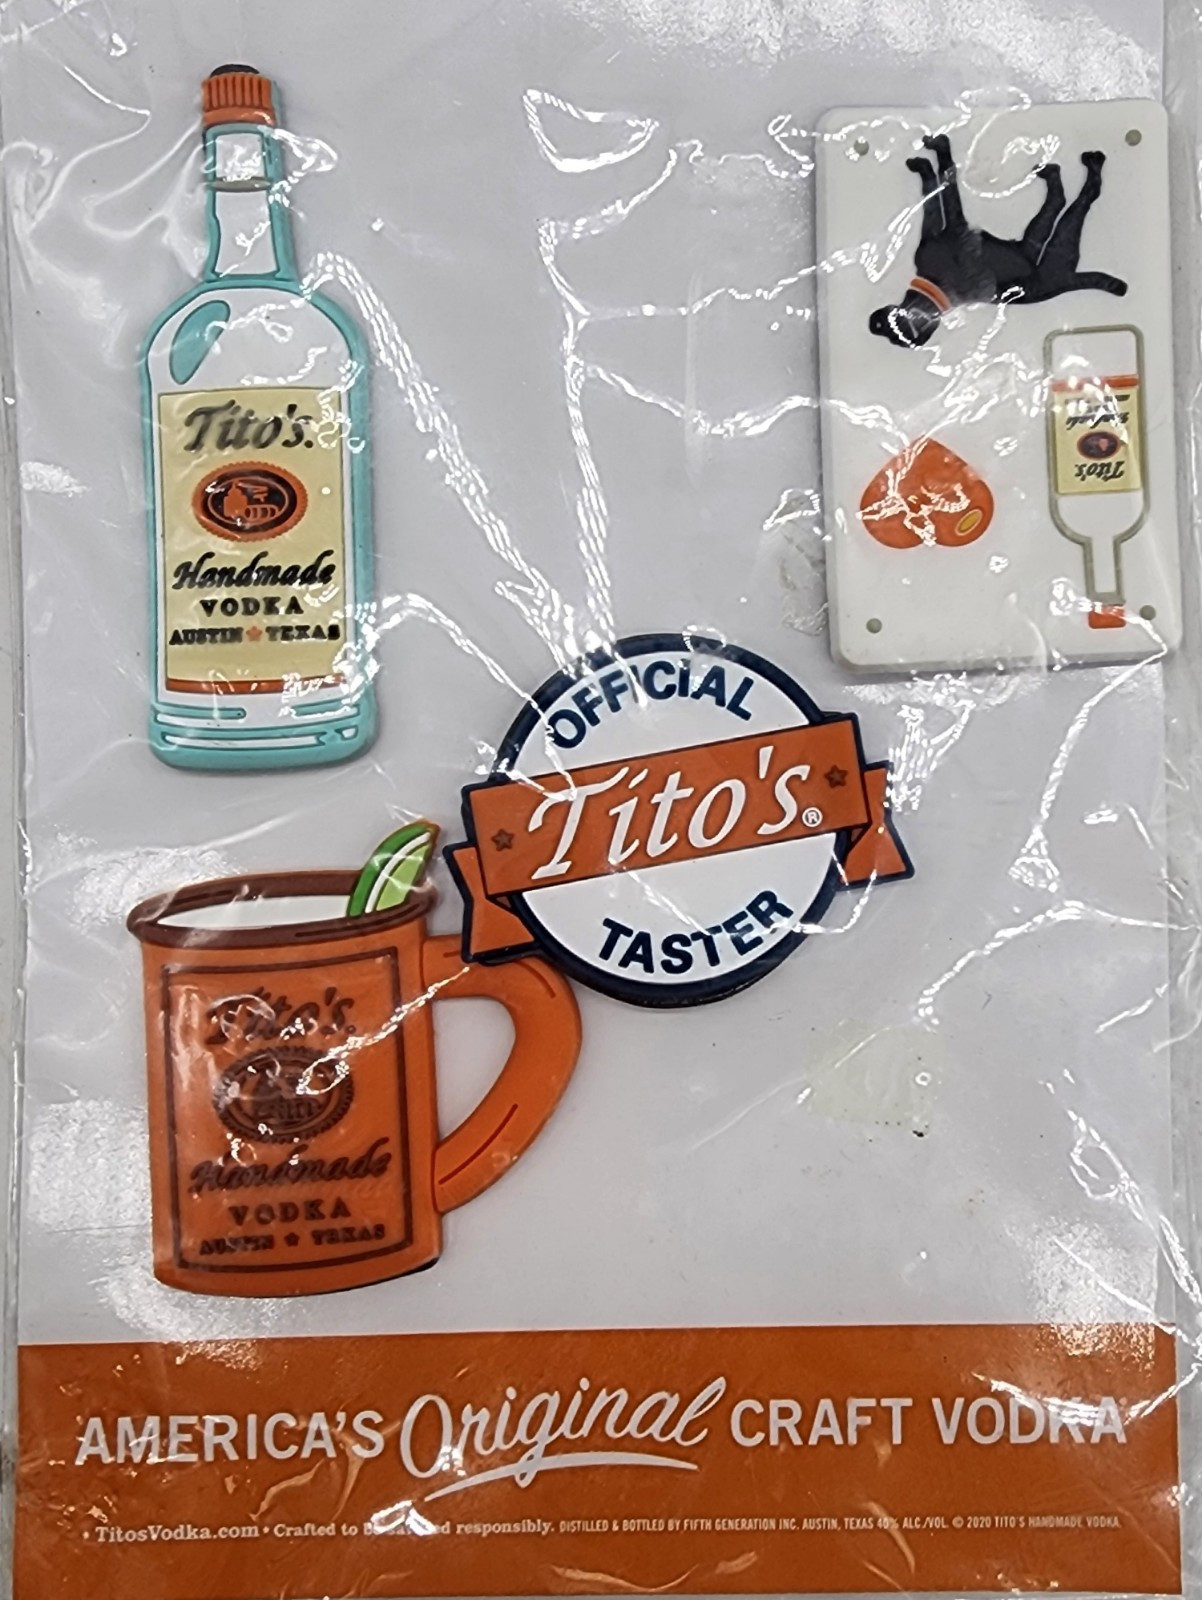 Tito's.
Handmade
VODKA
AUSTIN ★ TEXAS
Tito's.
Handmade
OFFICIAL
Tito's®
TASTER
Tito's.
Handmade
VODKA
AUSTIN ★ TEXAS
AMERICA'S Original CRAFT VODKA
• TitosVodka.com • Crafted to be responsibly. DISTILLED & BOTTLED BY FIFTH GENERATION INC. AUSTIN, TEXAS 40% ALC./VOL. © 2020 TITO'S HANDMADE VODKA.